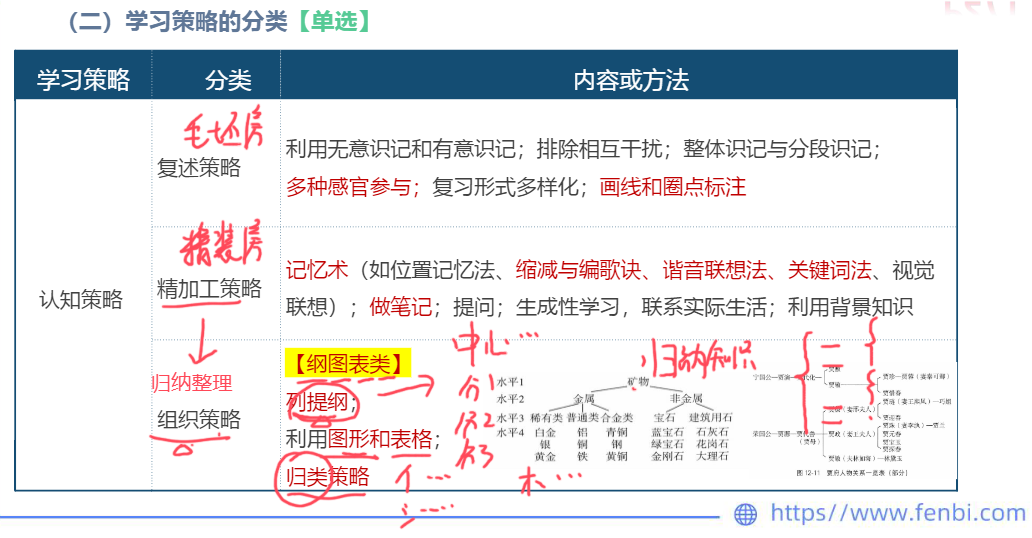 （二）学习策略的分类【单选】
学习策略 分类 内容或方法
认知策略
毛坯房
复述策略
利用无意识记和有意识记；排除相互干扰；整体识记与分段识记；
多种感官参与；复习形式多样化；画线和圈点标注
精装房
精加工策略
记忆术（如位置记忆法、缩减与编歌诀、谐音联想法、关键词法、视觉
联想）；做笔记；提问；生成性学习，联系实际生活；利用背景知识
归纳整理
组织策略
【纲图表类】
列提纲；
利用图形和表格；
归类策略
中心…
分1
分2
分3
归纳知识
水平1 矿物
水平2 金属 非金属
水平3 稀有类 普通类 合金类 宝石 建筑用石
水平4 白金 铝 青铜 蓝宝石 石灰石
银 铜 钢 绿宝石 花岗石
黄金 铁 黄铜 金刚石 大理石
亻…
木…
氵…
一
二
三
图 12-11 贾府人物关系一览表（部分）
https//www.fenbi.com